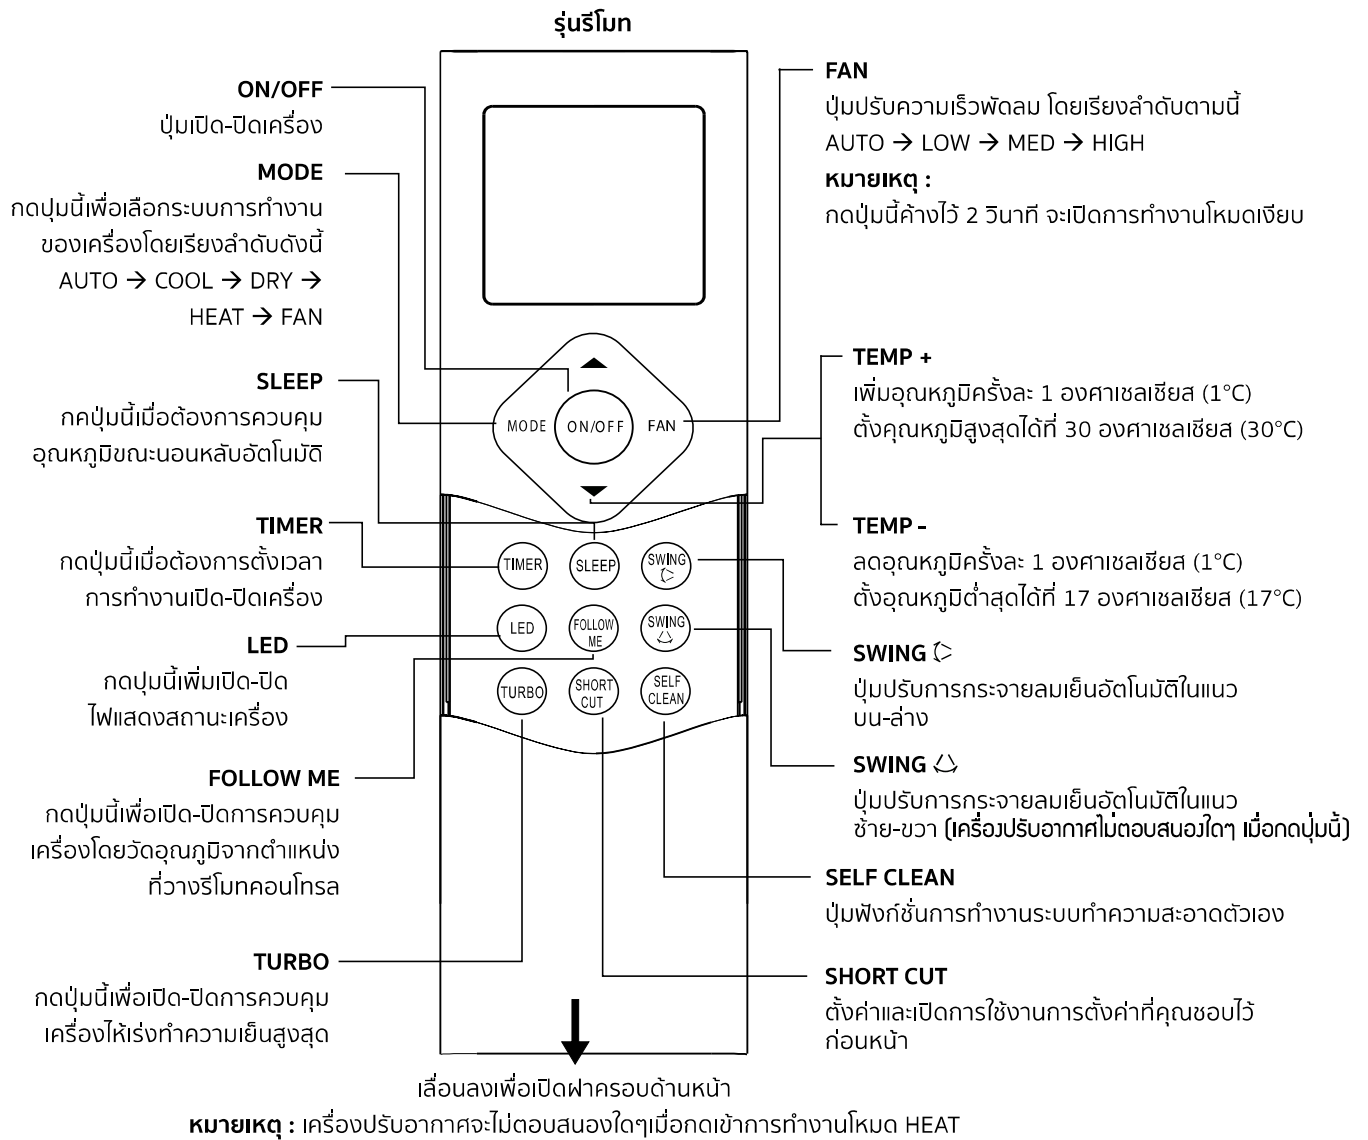 รุ่นรีโมท
ON/OFF
ปุ่มเปิด-ปิดเครื่อง
MODE
กดปุ่มนี้เพื่อเลือกระบบการทำงาน
ของเครื่องโดยเรียงลำดับดังนี้
AUTO → COOL → DRY →
HEAT → FAN
SLEEP
กคปุ่มนี้เมื่อต้องการควบคุม
อุณหภูมิขณะนอนหลับอัตโนมัติ
TIMER
กดปุ่มนี้เมื่อต้องการตั้งเวลา
การทำงานเปิด-ปิดเครื่อง
LED
กดปุ่มนี้เพิ่มเปิด-ปิด
ไฟแสดงสถานะเครื่อง
FOLLOW ME
กดปุ่มนี้เพื่อเปิด-ปิดการควบคุม
เครื่องโดยวัดอุณภูมิจากตำแหน่ง
ที่วางรีโมทคอนโทรล
TURBO
กดปุ่มนี้เพื่อเปิด-ปิดการควบคุม
เครื่องให้เร่งทำความเย็นสูงสุด
MODE
ON/OFF
FAN
TIMER
SLEEP
SWING
LED
FOLLOW
ME
SWING
TURBO
SHORT
CUT
SELF
CLEAN
FAN
ปุ่มปรับความเร็วพัดลม โดยเรียงลำดับตามนี้
AUTO → LOW → MED → HIGH
หมายเหตุ :
กดปุ่มนี้ค้างไว้ 2 วินาที จะเปิดการทำงานโหมดเงียบ
TEMP +
เพิ่มอุณหภูมิครั้งละ 1 องศาเซลเซียส (1°C)
ตั้งคุณหภูมิสูงสุดได้ที่ 30 องศาเซลเซียส (30°C)
TEMP -
ลดอุณหภูมิครั้งละ 1 องศาเซลเซียส (1°C)
ตั้งอุณหภูมิต่ำสุดได้ที่ 17 องศาเซลเซียส (17°C)
SWING
ปุ่มปรับการกระจายลมเย็นอัตโนมัติในแนว
บน-ล่าง
SWING
ปุ่มปรับการกระจายลมเย็นอัตโนมัติในแนว
ซ้าย-ขวา (เครื่องปรับอากาศไม่ตอบสนองใดๆ เมื่อกดปุ่มนี้)
SELF CLEAN
ปุ่มฟังก์ชั่นการทำงานระบบทำความสะอาดตัวเอง
SHORT CUT
ตั้งค่าและเปิดการใช้งานการตั้งค่าที่คุณชอบไว้
ก่อนหน้า
เลื่อนลงเพื่อเปิดฝาครอบด้านหน้า
หมายเหตุ : เครื่องปรับอากาศจะไม่ตอบสนองใดๆเมื่อกดเข้าการทำงานโหมด HEAT